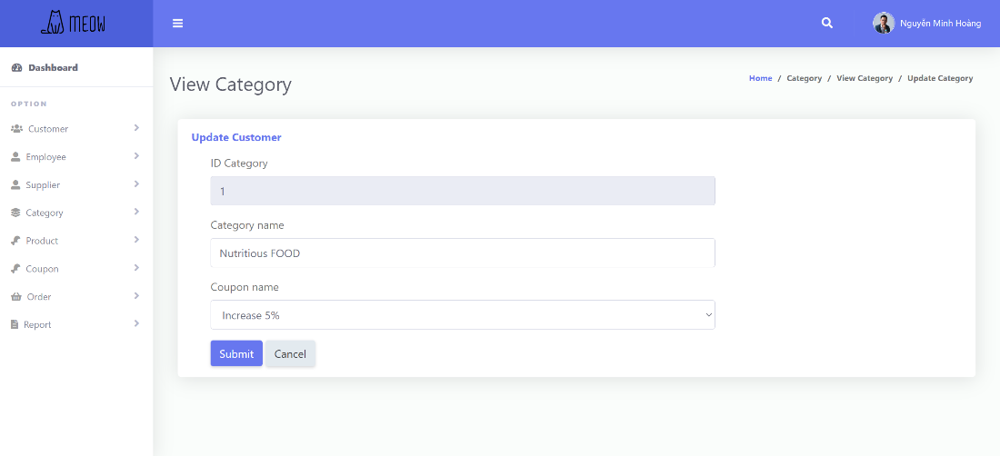 MEOW
Nguyễn Minh Hoàng
Dashboard
OPTION
Customer
Employee
Supplier
Category
Product
Coupon
Order
Report
View Category
Home / Category / View Category / Update Category
Update Customer
ID Category
1
Category name
Nutritious FOOD
Coupon name
Increase 5%
Submit Cancel